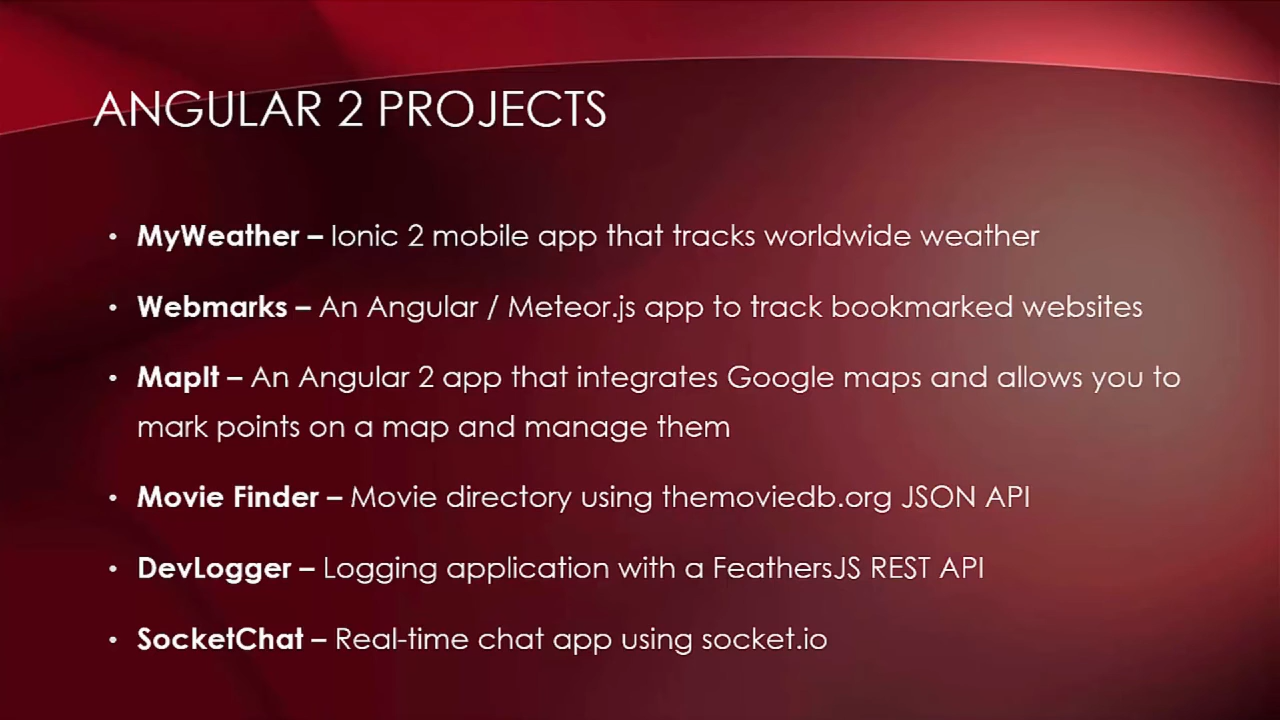 ANGULAR 2 PROJECTS
• MyWeather – Ionic 2 mobile app that tracks worldwide weather
• Webmarks – An Angular / Meteor.js app to track bookmarked websites
• MapIt – An Angular 2 app that integrates Google maps and allows you to
mark points on a map and manage them
• Movie Finder – Movie directory using themoviedb.org JSON API
• DevLogger – Logging application with a FeathersJS REST API
• SocketChat – Real-time chat app using socket.io